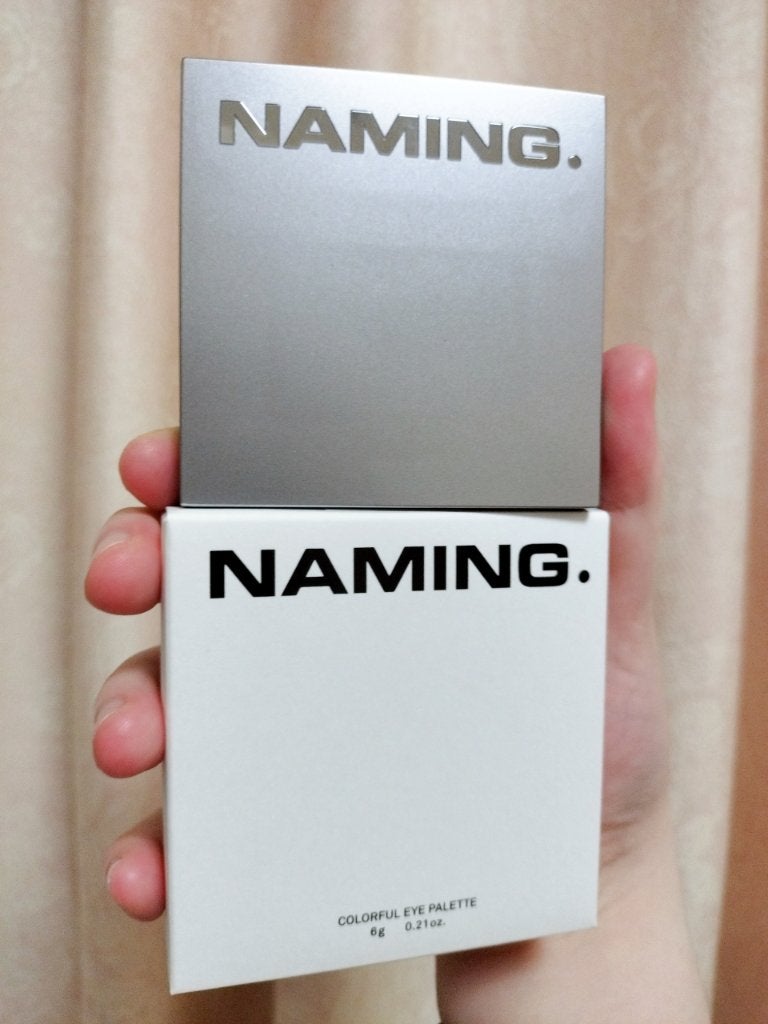 NAMING.
NAMING.
COLORFUL EYE PALETTE
6g 0.21oz.